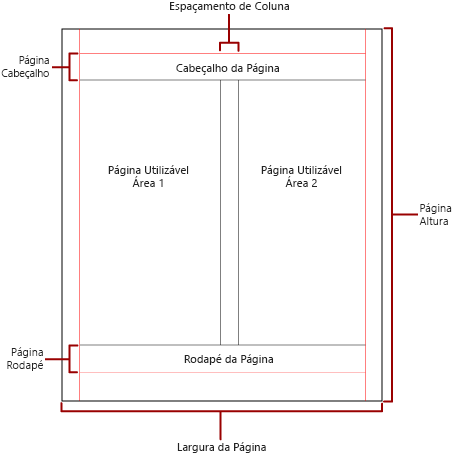 Espaçamento de Coluna
Página
Cabeçalho
Cabeçalho da Página
Página Utilizável
Área 1
Página Utilizável
Área 2
Página
Altura
Página
Rodapé
Rodapé da Página
Largura da Página